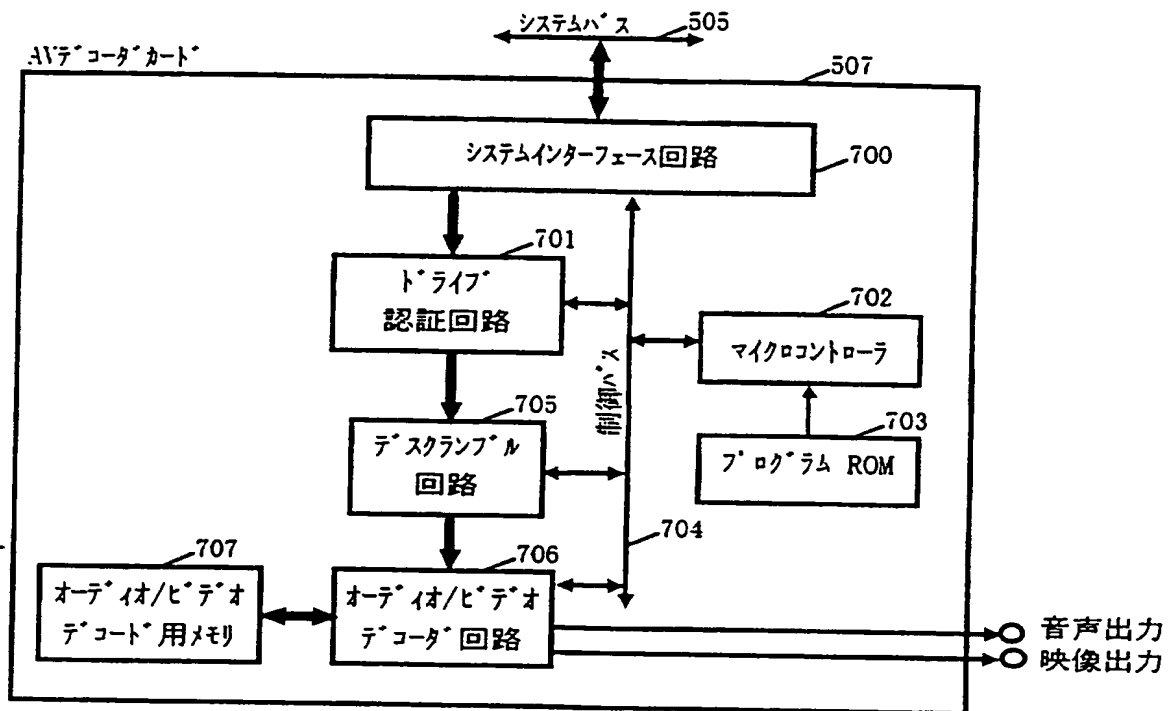 システムバス
505
AVデコーダカード
507
システムインターフェース回路
700
701
ドライブ
認証回路
702
マイクロコントローラ
制御バス
705
703
デスクランブル
回路
プログラム ROM
704
707
706
オーディオ/ビデオ
デコード用メモリ
オーディオ/ビデオ
デコーダ回路
音声出力
映像出力